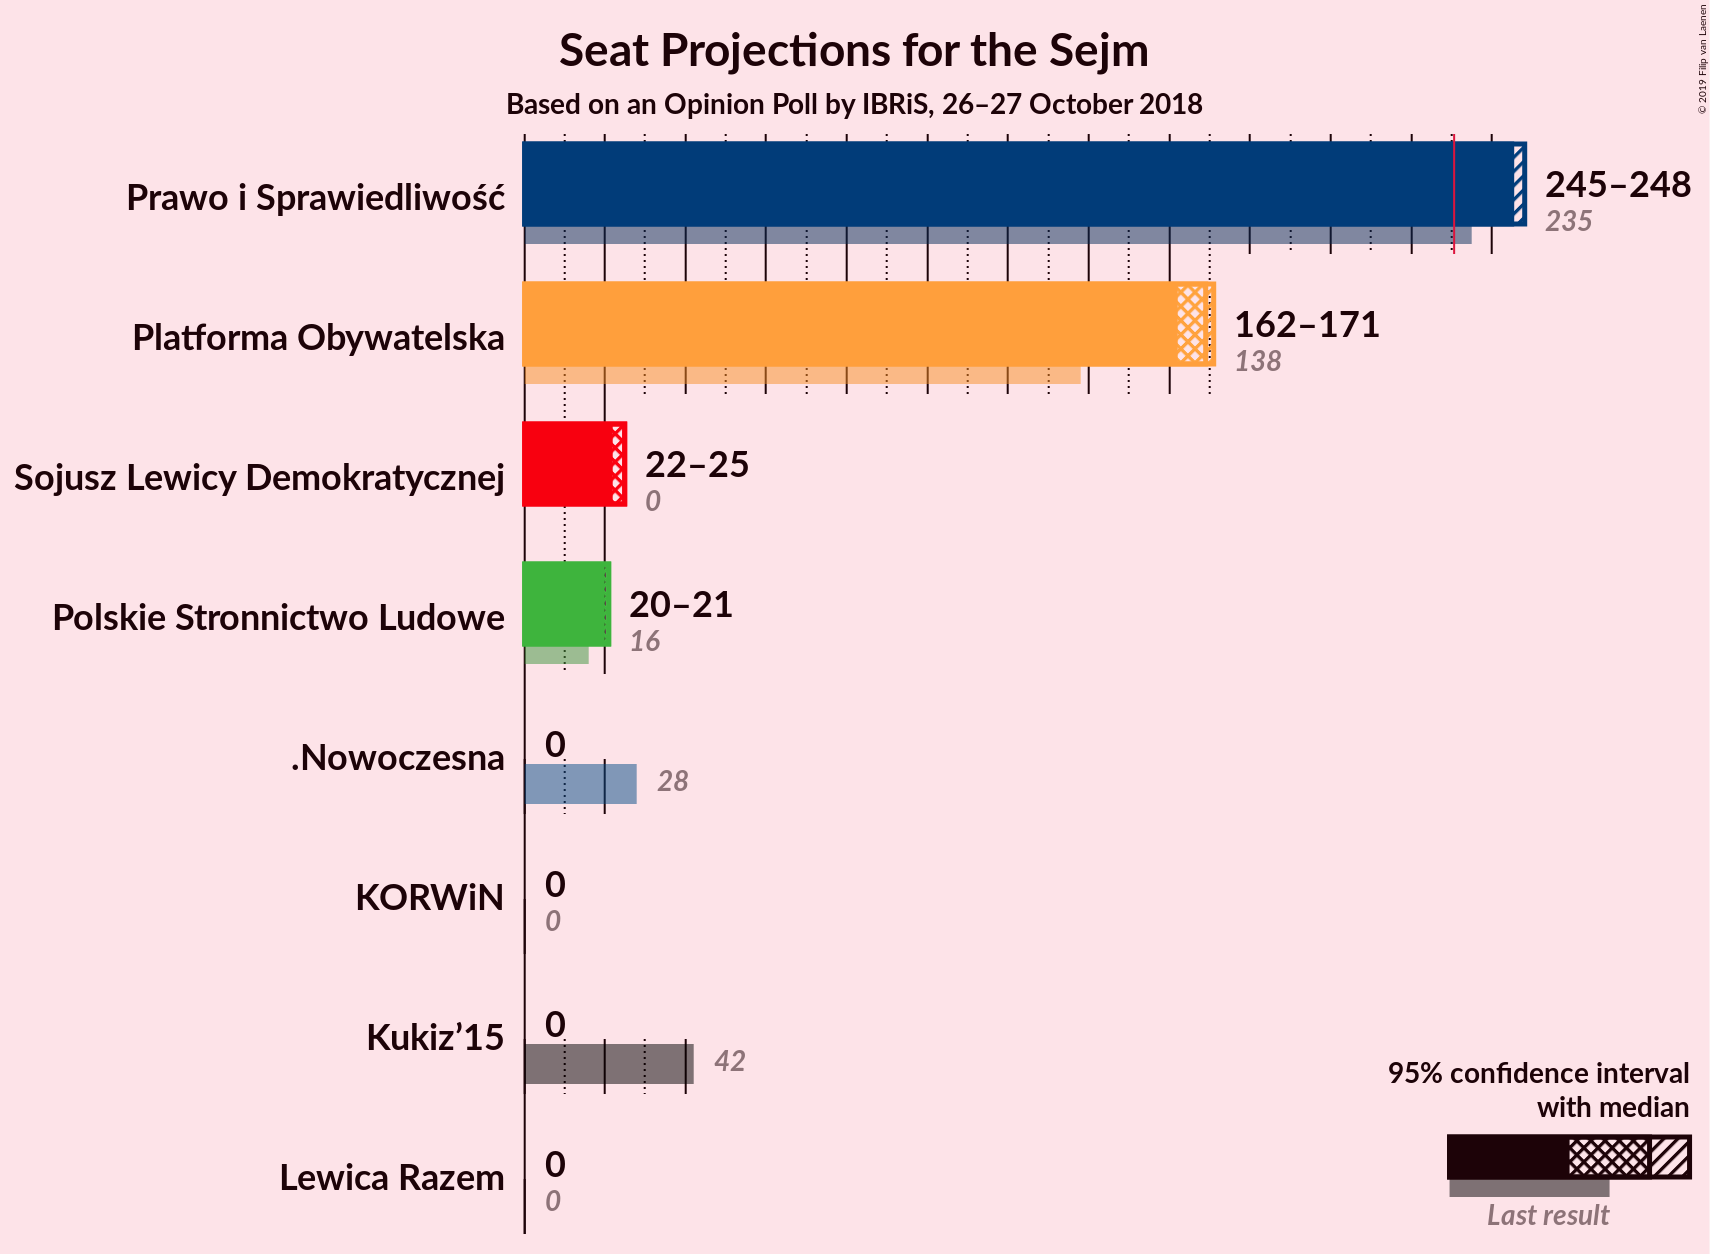 Seat Projections for the Sejm
Based on an Opinion Poll by IBRiS, 26–27 October 2018
© 2019 Filip van Laenen
Prawo i Sprawiedliwość
245–248
235
Platforma Obywatelska
162–171
138
Sojusz Lewicy Demokratycznej
22–25
0
Polskie Stronnictwo Ludowe
20–21
16
.Nowoczesna
0
28
KORWiN
0
0
Kukiz’15
0
42
Lewica Razem
0
0
95% confidence interval
with median
Last result